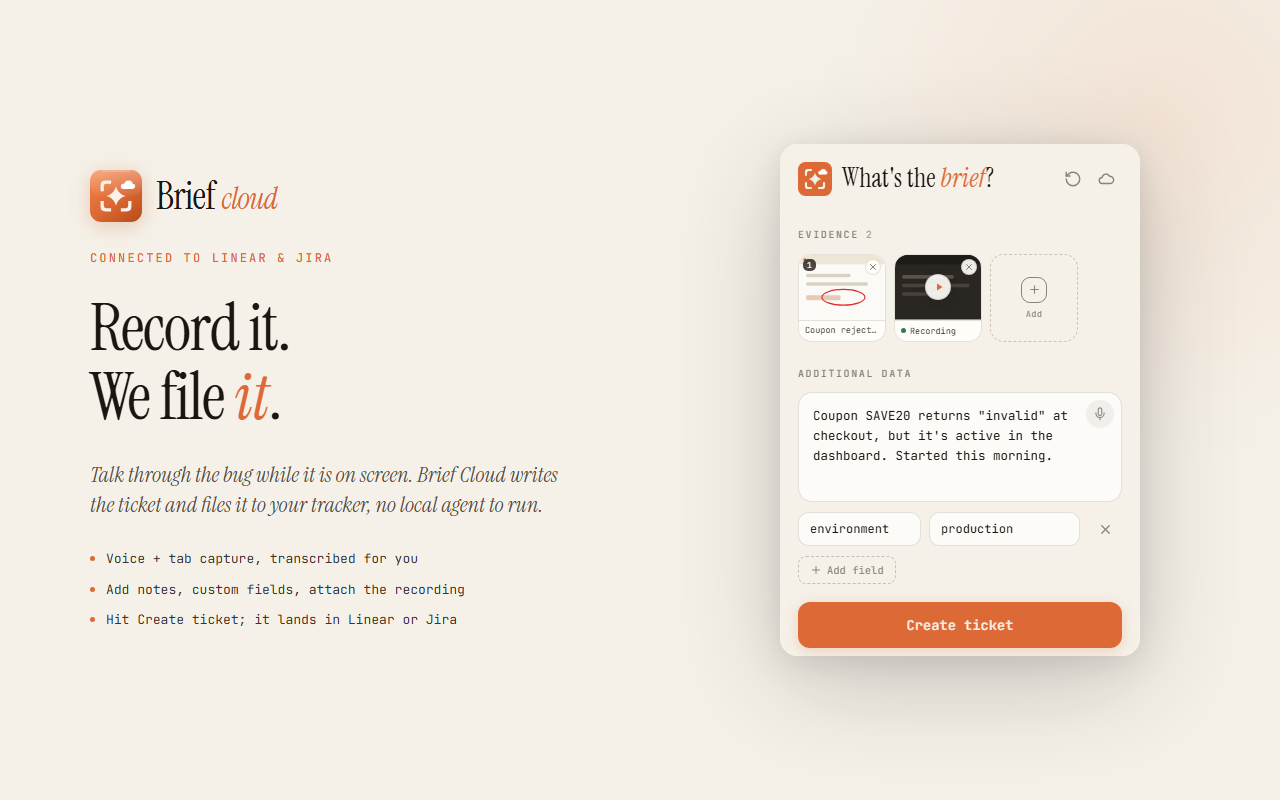 Brief cloud
CONNECTED TO LINEAR & JIRA
Record it.
We file it.
Talk through the bug while it is on screen. Brief Cloud writes
the ticket and files it to your tracker, no local agent to run.
Voice + tab capture, transcribed for you
Add notes, custom fields, attach the recording
Hit Create ticket; it lands in Linear or Jira
What's the brief?
EVIDENCE 2
1
Coupon reject…
Recording
Add
ADDITIONAL DATA
Coupon SAVE20 returns "invalid" at
checkout, but it's active in the
dashboard. Started this morning.
environment
production
Add field
Create ticket